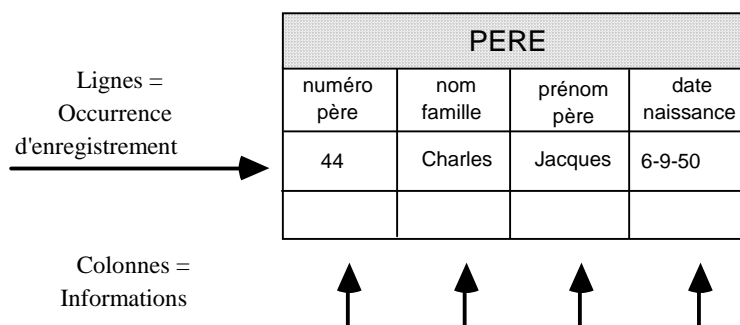 PERE
Lignes =
Occurrence
d'enregistrement
numéro père
nom famille
prénom père
date naissance
44
Charles
Jacques
6-9-50
Colonnes =
Informations